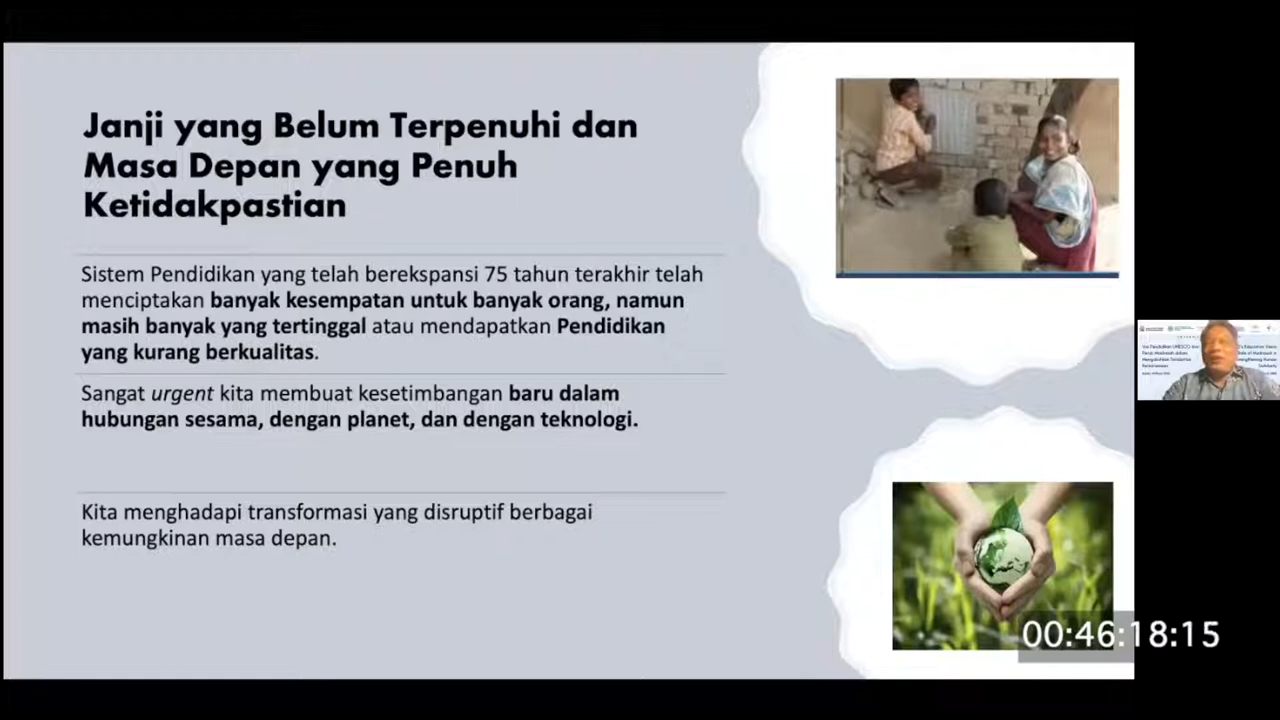 Janji yang Belum Terpenuhi dan
Masa Depan yang Penuh
Ketidakpastian
Sistem Pendidikan yang telah berekspansi 75 tahun terakhir telah
menciptakan banyak kesempatan untuk banyak orang, namun
masih banyak yang tertinggal atau mendapatkan Pendidikan
yang kurang berkualitas.
Sangat urgent kita membuat kesetimbangan baru dalam
hubungan sesama, dengan planet, dan dengan teknologi.
Kita menghadapi transformasi yang disruptif berbagai
kemungkinan masa depan.
00:46:18:15